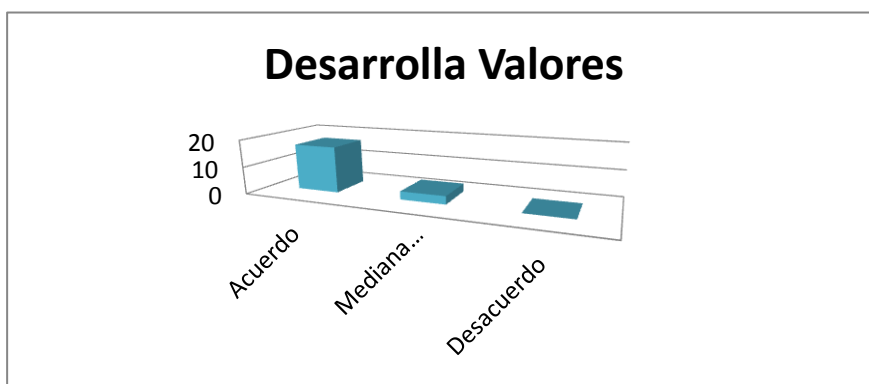 Desarrolla Valores
20
10
0
Acuerdo
Mediana...
Desacuerdo